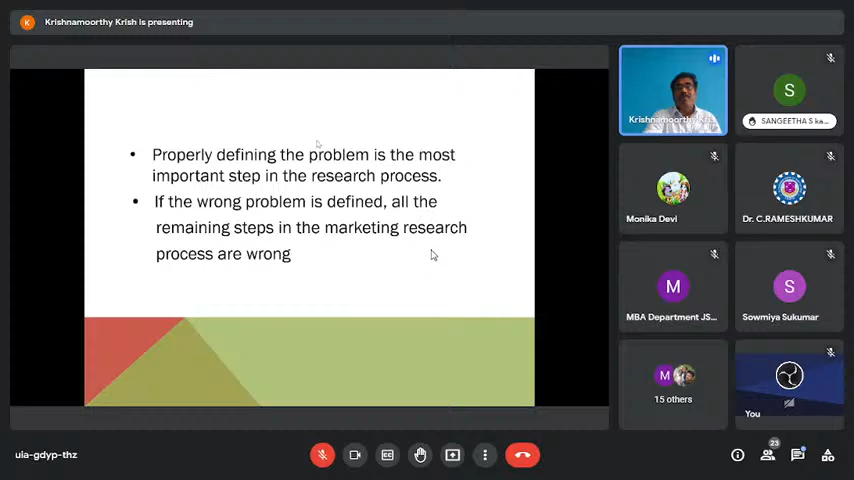 K
Krishnamoorthy Krish is presenting
• Properly defining the problem is the most
important step in the research process.
• If the wrong problem is defined, all the
remaining steps in the marketing research
process are wrong
Krishnamoorthy Kris...
S
SANGEETHA S ka...
Monika Devi
Dr. C.RAMESHKUMAR
M
MBA Department JS...
S
Sowmiya Sukumar
M
15 others
You
uia-gdyp-thz
CC
23